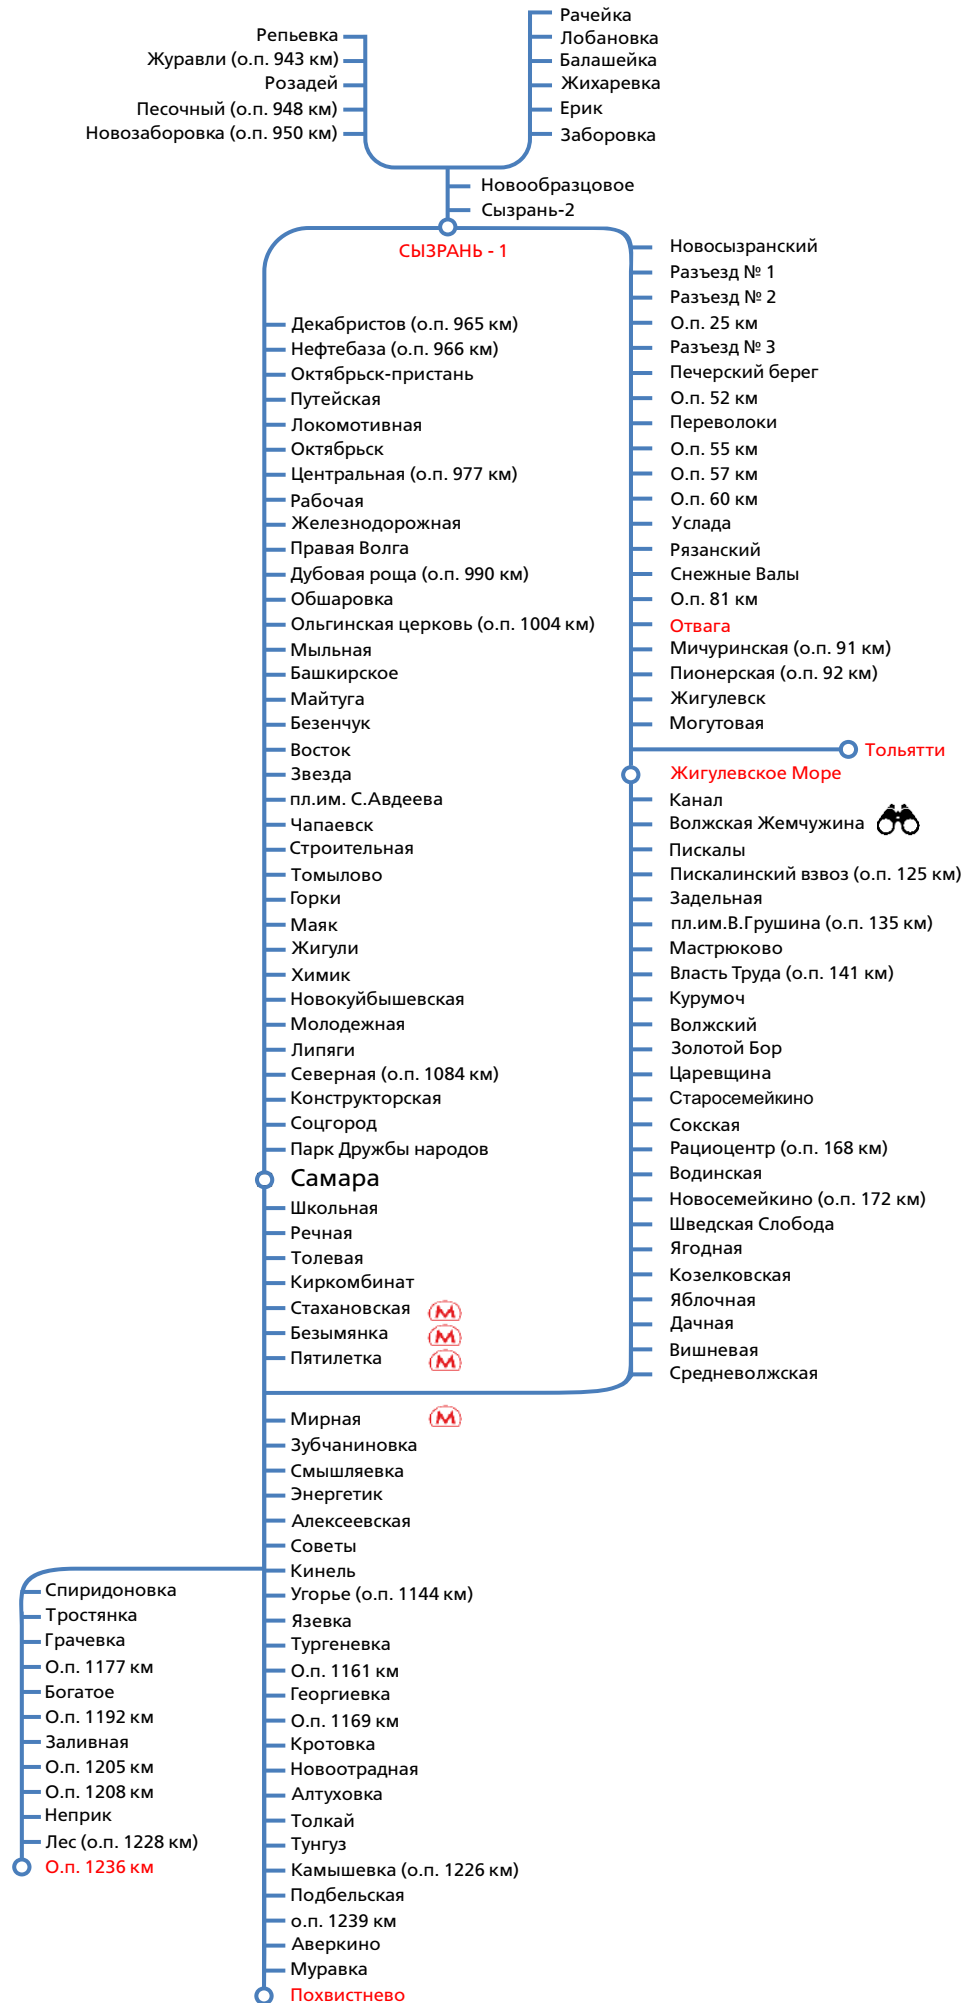 Репьевка
Журавли (о.п. 943 км)
Розадей
Песочный (о.п. 948 км)
Новозаборовка (о.п. 950 км)
Рачейка
Лобановка
Балашейка
Жихаревка
Ерик
Заборовка
Новообразцовое
Сызрань-2
СЫЗРАНЬ - 1
Декабристов (о.п. 965 км)
Нефтебаза (о.п. 966 км)
Октябрьск-пристань
Путейская
Локомотивная
Октябрьск
Центральная (о.п. 977 км)
Рабочая
Железнодорожная
Правая Волга
Дубовая роща (о.п. 990 км)
Обшаровка
Ольгинская церковь (о.п. 1004 км)
Мыльная
Башкирское
Майтуга
Безенчук
Восток
Звезда
пл.им. С.Авдеева
Чапаевск
Строительная
Томылово
Горки
Маяк
Жигули
Химик
Новокуйбышевская
Молодежная
Липяги
Северная (о.п. 1084 км)
Конструкторская
Соцгород
Парк Дружбы народов
Самара
Школьная
Речная
Толевая
Киркомбинат
Стахановская М
Безымянка М
Пятилетка М
Новосызранский
Разъезд № 1
Разъезд № 2
О.п. 25 км
Разъезд № 3
Печерский берег
О.п. 52 км
Переволоки
О.п. 55 км
О.п. 57 км
О.п. 60 км
Услада
Рязанский
Снежные Валы
О.п. 81 км
Отвага
Мичуринская (о.п. 91 км)
Пионерская (о.п. 92 км)
Жигулевск
Могутовая
Тольятти
Жигулевское Море
Канал
Волжская Жемчужина
Пискалы
Пискалинский взвоз (о.п. 125 км)
Задельная
пл.им.В.Грушина (о.п. 135 км)
Мастрюково
Власть Труда (о.п. 141 км)
Курумоч
Волжский
Золотой Бор
Царевщина
Старосемейкино
Сокская
Рациоцентр (о.п. 168 км)
Водинская
Новосемейкино (о.п. 172 км)
Шведская Слобода
Ягодная
Козелковская
Яблочная
Дачная
Вишневая
Средневолжская
Мирная М
Зубчаниновка
Смышляевка
Энергетик
Алексеевская
Советы
Кинель
Угорье (о.п. 1144 км)
Язевка
Тургеневка
О.п. 1161 км
Георгиевка
О.п. 1169 км
Кротовка
Новоотрадная
Алтуховка
Толкай
Тунгуз
Камышевка (о.п. 1226 км)
Подбельская
о.п. 1239 км
Аверкино
Муравка
Похвистнево
Спиридоновка
Тростянка
Грачевка
О.п. 1177 км
Богатое
О.п. 1192 км
Заливная
О.п. 1205 км
О.п. 1208 км
Неприк
Лес (о.п. 1228 км)
О.п. 1236 км